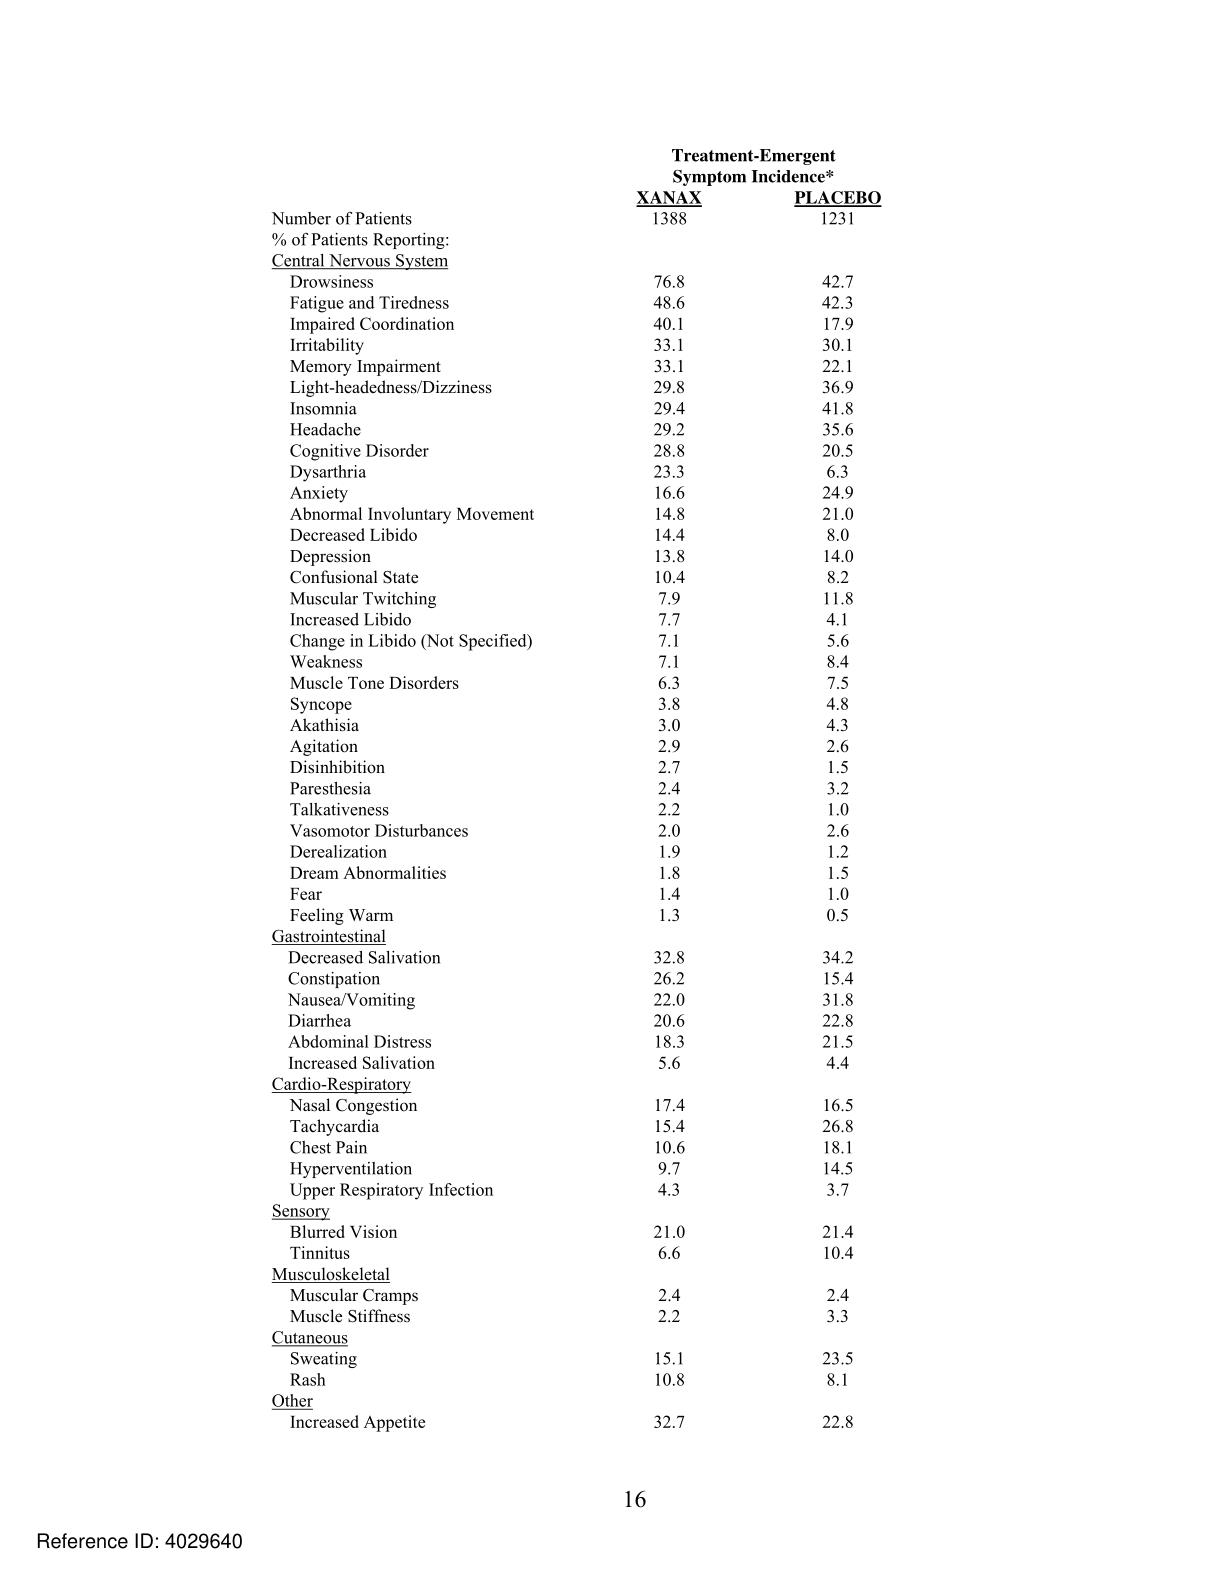 Treatment-Emergent
Symptom Incidence*
XANAX PLACEBO
Number of Patients 1388 1231
% of Patients Reporting:
Central Nervous System
Drowsiness 76.8 42.7
Fatigue and Tiredness 48.6 42.3
Impaired Coordination 40.1 17.9
Irritability 33.1 30.1
Memory Impairment 33.1 22.1
Light-headedness/Dizziness 29.8 36.9
Insomnia 29.4 41.8
Headache 29.2 35.6
Cognitive Disorder 28.8 20.5
Dysarthria 23.3 6.3
Anxiety 16.6 24.9
Abnormal Involuntary Movement 14.8 21.0
Decreased Libido 14.4 8.0
Depression 13.8 14.0
Confusional State 10.4 8.2
Muscular Twitching 7.9 11.8
Increased Libido 7.7 4.1
Change in Libido (Not Specified) 7.1 5.6
Weakness 7.1 8.4
Muscle Tone Disorders 6.3 7.5
Syncope 3.8 4.8
Akathisia 3.0 4.3
Agitation 2.9 2.6
Disinhibition 2.7 1.5
Paresthesia 2.4 3.2
Talkativeness 2.2 1.0
Vasomotor Disturbances 2.0 2.6
Derealization 1.9 1.2
Dream Abnormalities 1.8 1.5
Fear 1.4 1.0
Feeling Warm 1.3 0.5
Gastrointestinal
Decreased Salivation 32.8 34.2
Constipation 26.2 15.4
Nausea/Vomiting 22.0 31.8
Diarrhea 20.6 22.8
Abdominal Distress 18.3 21.5
Increased Salivation 5.6 4.4
Cardio-Respiratory
Nasal Congestion 17.4 16.5
Tachycardia 15.4 26.8
Chest Pain 10.6 18.1
Hyperventilation 9.7 14.5
Upper Respiratory Infection 4.3 3.7
Sensory
Blurred Vision 21.0 21.4
Tinnitus 6.6 10.4
Musculoskeletal
Muscular Cramps 2.4 2.4
Muscle Stiffness 2.2 3.3
Cutaneous
Sweating 15.1 23.5
Rash 10.8 8.1
Other
Increased Appetite 32.7 22.8
16
Reference ID: 4029640